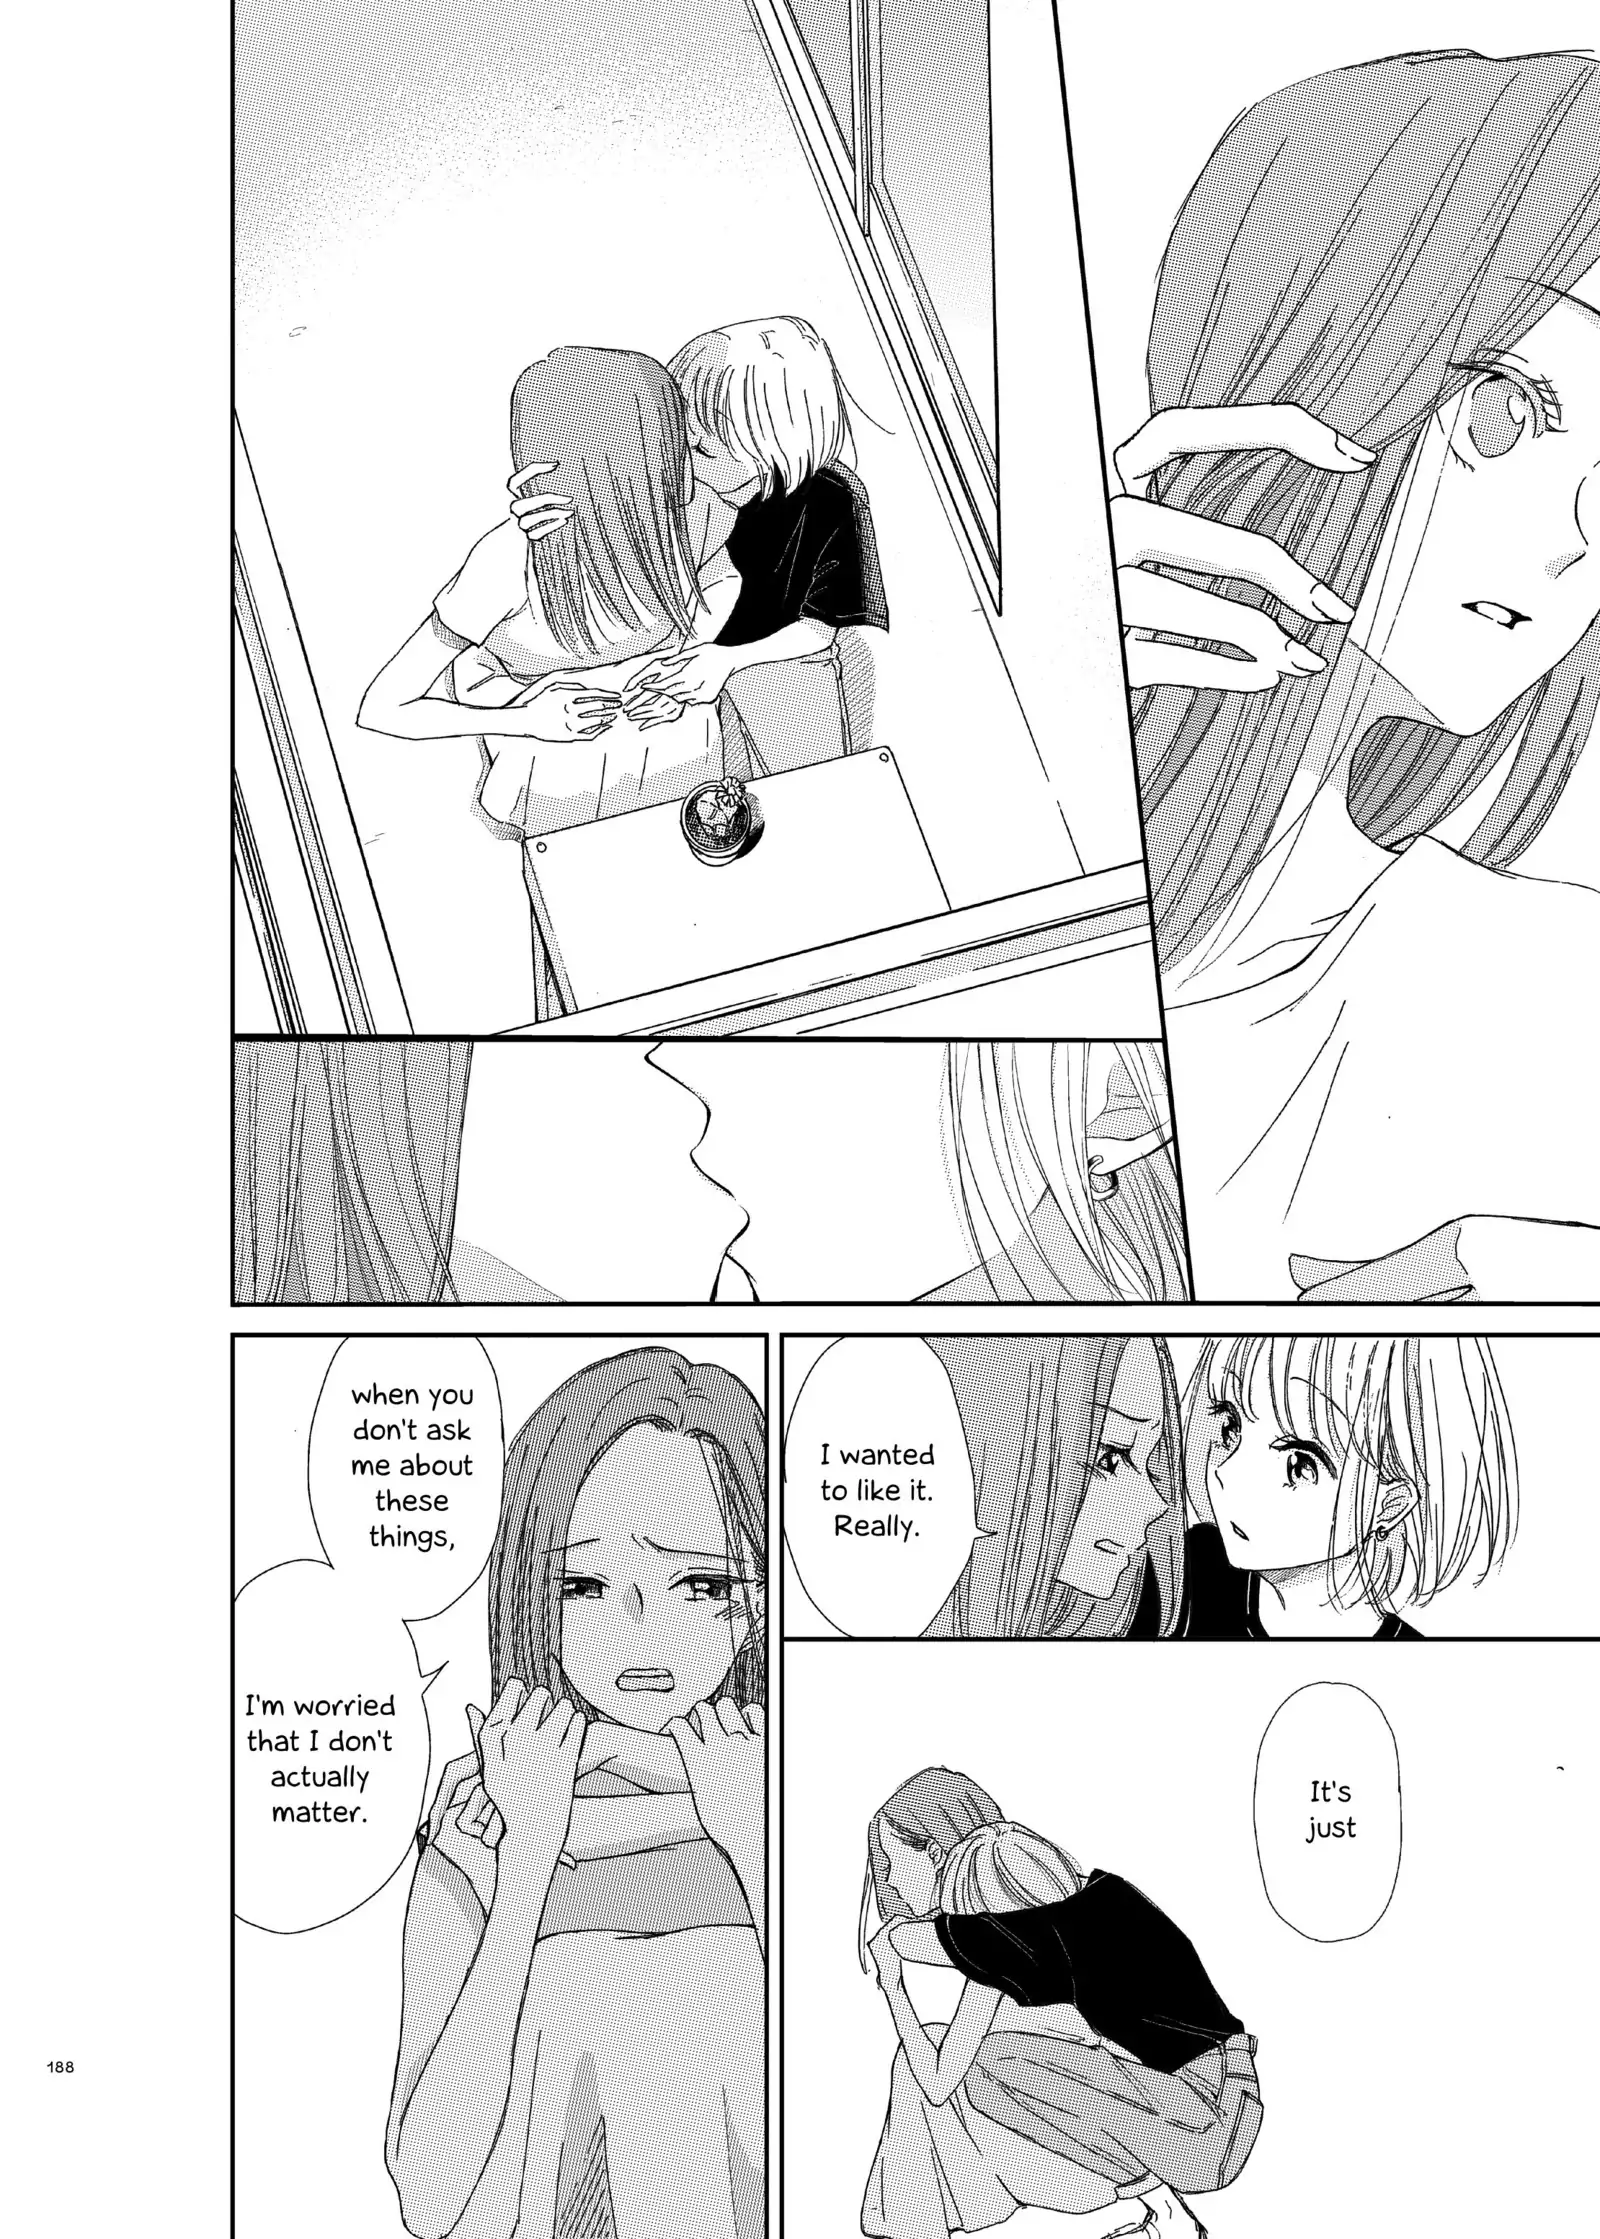 I wanted
to like it.
Really.
It's
just
when you
don't ask
me about
these
things,
I'm worried
that I don't
actually
matter.
188